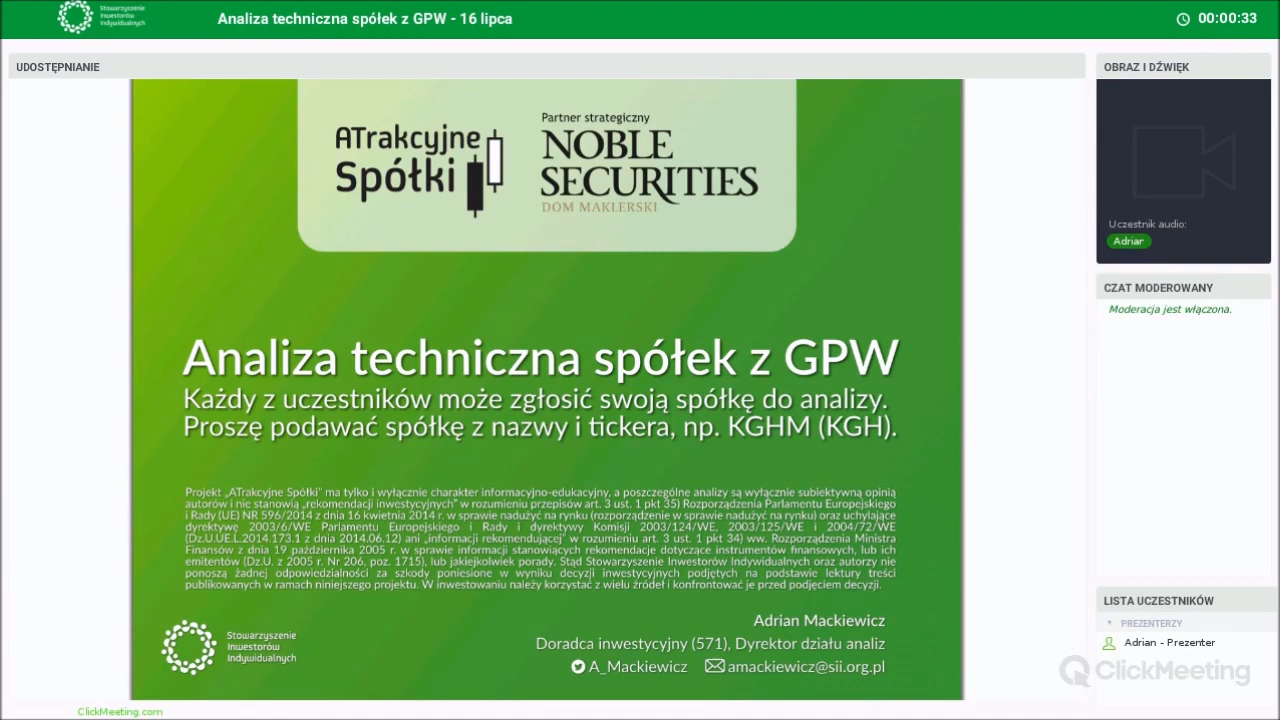 Stowarzyszenie
Inwestorów
Indywidualnych
Analiza techniczna spółek z GPW - 16 lipca
00:00:33
UDOSTĘPNIANIE
OBRAZ I DŹWIĘK
ATrakcyjne
Spółki
Partner strategiczny
NOBLE
SECURITIES
DOM MAKLERSKI
Uczestnik audio:
Adriar
CZAT MODEROWANY
Moderacja jest włączona.
Analiza techniczna spółek z GPW
Każdy z uczestników może zgłosić swoją spółkę do analizy.
Proszę podawać spółkę z nazwy i tickera, np. KGHM (KGH).
Projekt „ATrakcyjne Spółki” ma tylko i wyłącznie charakter informacyjno-edukacyjny, a poszczególne analizy są wyłącznie subiektywną opinią
autorów i nie stanowią „rekomendacji inwestycyjnych” w rozumieniu przepisów art. 3 ust. 1 pkt 35) Rozporządzenia Parlamentu Europejskiego
i Rady (UE) NR 596/2014 z dnia 16 kwietnia 2014 r. w sprawie nadużyć na rynku (rozporządzenie w sprawie nadużyć na rynku) oraz uchylające
dyrektywę 2003/6/WE Parlamentu Europejskiego i Rady i dyrektywy Komisji 2003/124/WE, 2003/125/WE i 2004/72/WE
(Dz.U.UE.L.2014.173.1 z dnia 2014.06.12) ani „informacji rekomendującej” w rozumieniu art. 3 ust. 1 pkt 34) ww. Rozporządzenia Ministra
Finansów z dnia 19 października 2005 r. w sprawie informacji stanowiących rekomendacje dotyczące instrumentów finansowych, lub ich
emitentów (Dz.U. z 2005 r. Nr 206, poz. 1715), lub jakiejkolwiek porady. Stąd Stowarzyszenie Inwestorów Indywidualnych oraz autorzy nie
ponoszą żadnej odpowiedzialności za szkody poniesione w wyniku decyzji inwestycyjnych podjętych na podstawie lektury treści
publikowanych w ramach niniejszego projektu. W inwestowaniu należy korzystać z wielu źródeł i konfrontować je przed podjęciem decyzji.
Stowarzyszenie
Inwestorów
Indywidualnych
Adrian Mackiewicz
Doradca inwestycyjny (571), Dyrektor działu analiz
A_Mackiewicz amackiewicz@sii.org.pl
LISTA UCZESTNIKÓW
PREZENTERZY
Adrian - Prezenter
ClickMeeting
ClickMeeting.com